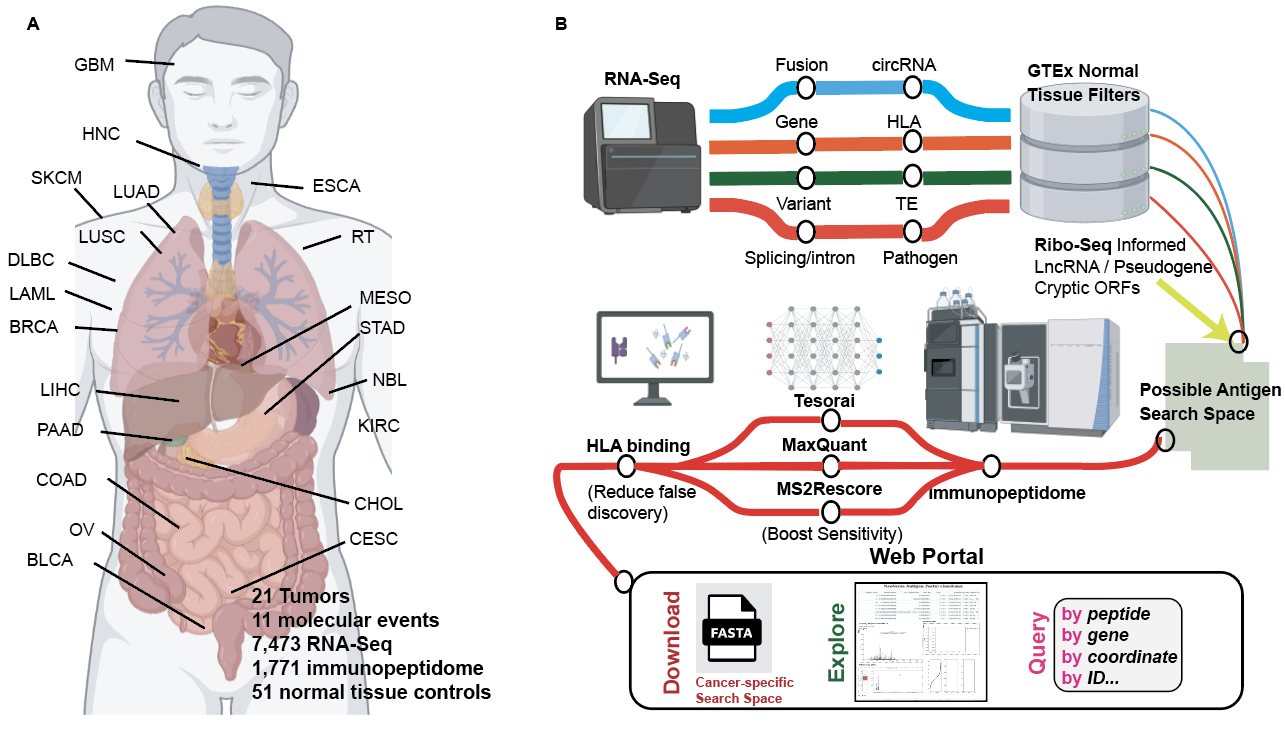 A
GBM
HNC
SKCM
LUAD
ESCA
LUSC
RT
DLBC
LAML
MESO
BRCA
STAD
LIHC
NBL
PAAD
KIRC
COAD
CHOL
OV
CESC
BLCA
21 Tumors
11 molecular events
7,473 RNA-Seq
1,771 immunopeptidome
51 normal tissue controls
B
RNA-Seq
Fusion
circRNA
Gene
HLA
Variant
TE
Splicing/intron
Pathogen
GTEx Normal
Tissue Filters
Ribo-Seq Informed
LncRNA / Pseudogene
Cryptic ORFs
Possible Antigen
Search Space
Tesorai
MaxQuant
MS2Rescore
(Boost Sensitivity)
HLA binding
(Reduce false
discovery)
immunopeptidome
Web Portal
Download
FASTA
Cancer-specific
Search Space
Explore
Query
by peptide
by gene
by coordinate
by ID...